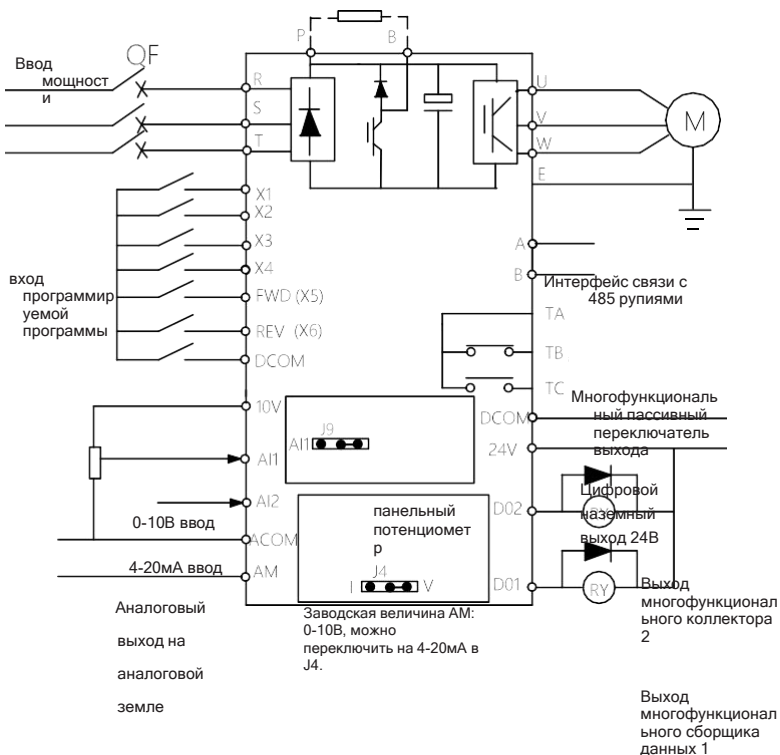 P
B
QF
Ввод
мощност
и
R
S
T
U
V
W
E
M
X1
X2
X3
X4
FWD (X5)
REV (X6)
DCOM
вход
программир
уемой
программы
A
B
Интерфейс связи с
485 рупиями
TA
TB
TC
Многофункциональ
ный пассивный
переключатель
выхода
DCOM
24V
10V
J9
AI1
AI1
AI2
0-10В ввод
ACOM
4-20мА ввод
AM
панельный
потенциомет
р
J4
I
V
D02
Цифровой
наземный
выход 24В
RY
D01
RY
Аналоговый
выход на
аналоговой
земле
Заводская величина АМ:
0-10В, можно
переключить на 4-20мА в
J4.
Выход
многофункционал
ьного коллектора
2
Выход
многофункционал
ьного сборщика
данных 1